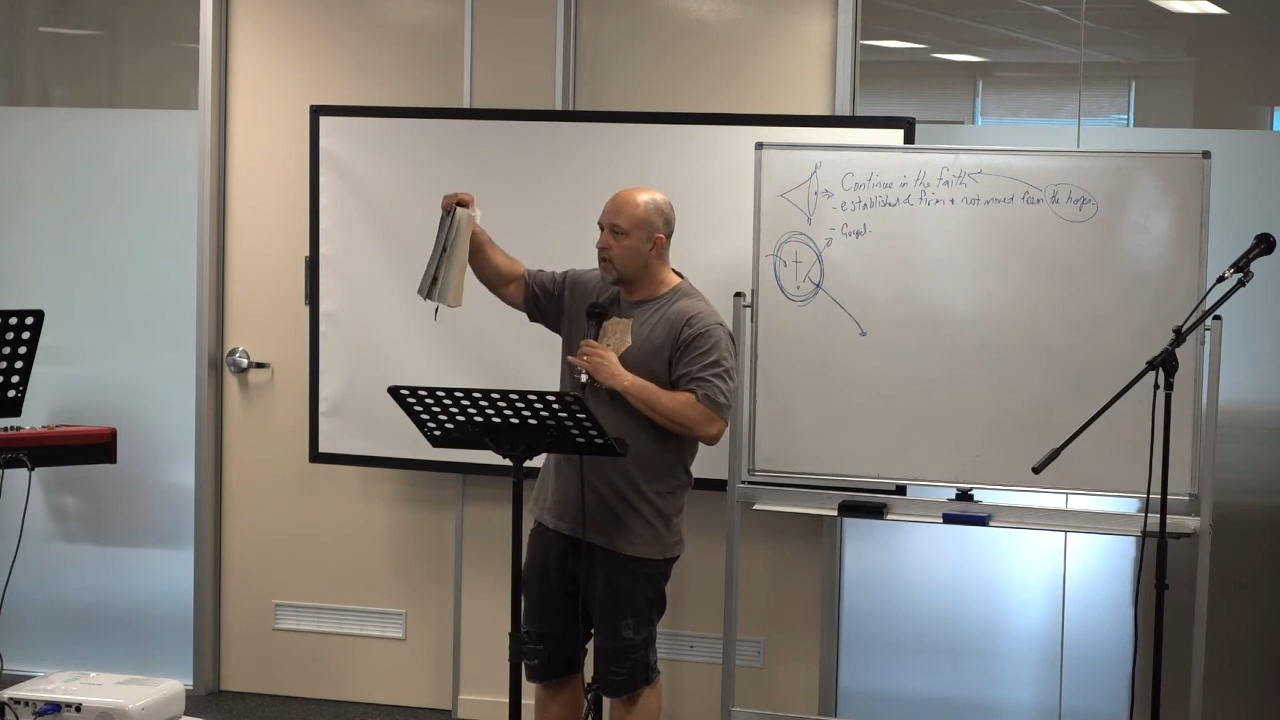 Continue in the faith
- established & firm & not moved from the hope.
- Gospel.